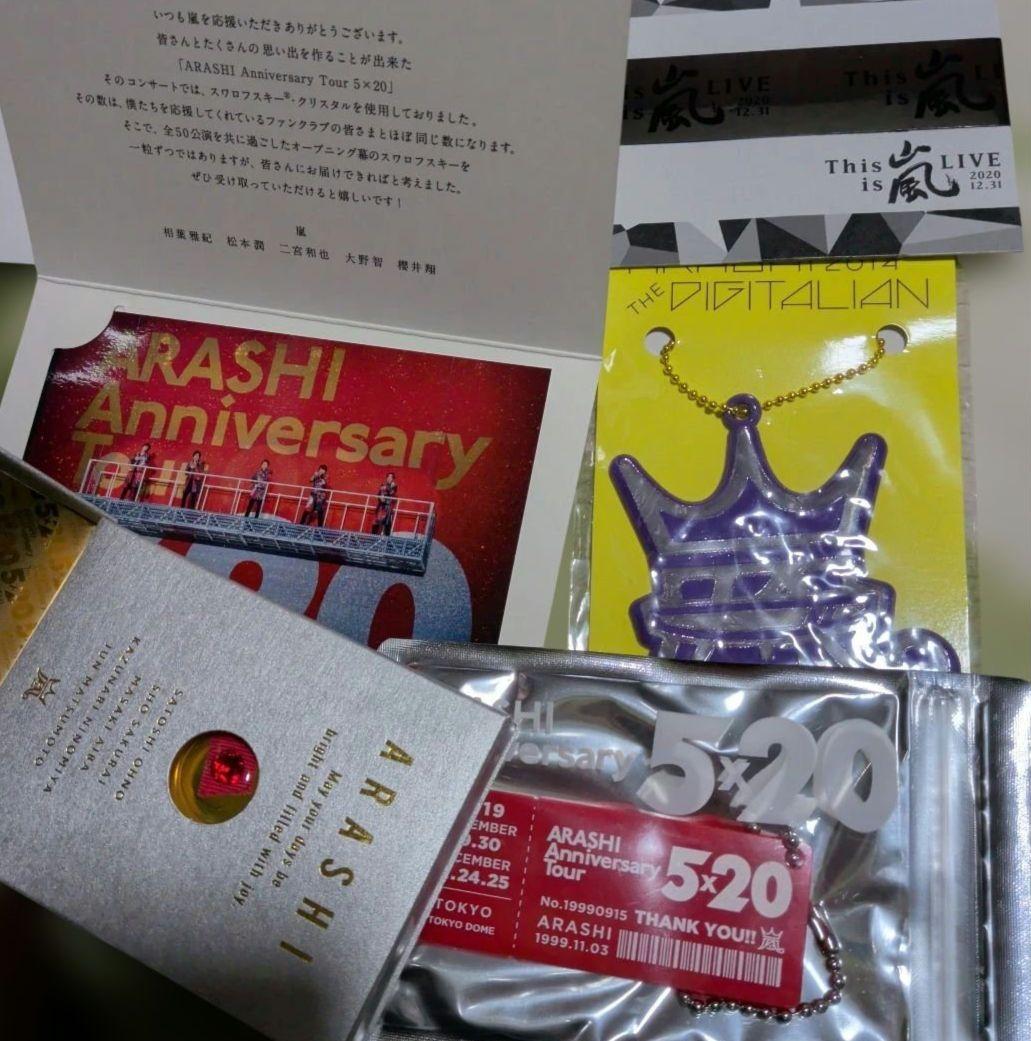 いつも嵐を応援いただきありがとうございます。
皆さんとたくさんの思い出を作ることが出来た
「ARASHI Anniversary Tour 5×20」
そのコンサートでは、スワロフスキー®・クリスタルを使用しておりました。
その数は、僕たちを応援してくれているファンクラブの皆さまとほぼ同じ数になります。
そこで、全50公演を共に過ごしたオープニング幕のスワロフスキーを
一粒ずつではありますが、皆さんにお届けできればと考えました。
ぜひ受け取っていただけると嬉しいです!
嵐
相葉雅紀 松本潤 二宮和也 大野智 櫻井翔
This is 嵐 LIVE
2020
12.31
This is 嵐 LIVE
2020
12.31
THE DIGITALIAN
ARASHI
Anniversary
Tour
20
ARASHI
May your days be
bright and filled with joy
SATOSHI OHNO
SHO SAKURAI
MASAKI AIBA
KAZUNARI NINOMIYA
JUN MATSUMOTO
嵐
5×20
19
EMBER
.30
CEMBER
.24.25
TOKYO
TOKYO DOME
ARASHI
Anniversary
Tour
5×20
No.19990915 THANK YOU!! 嵐
ARASHI
1999.11.03